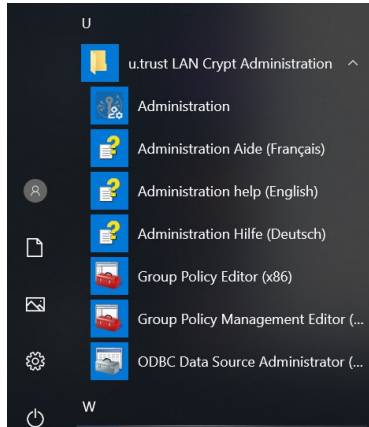 U
u.trust LAN Crypt Administration
Administration
Administration Aide (Français)
Administration help (English)
Administration Hilfe (Deutsch)
Group Policy Editor (x86)
Group Policy Management Editor (...
ODBC Data Source Administrator (...
W